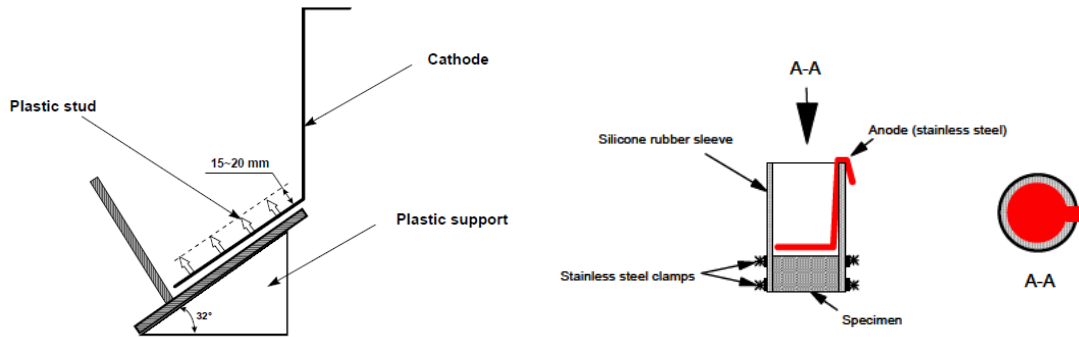 Cathode
Plastic stud
15~20 mm
Plastic support
32°
A-A
Anode (stainless steel)
Silicone rubber sleeve
Stainless steel clamps
Specimen
A-A